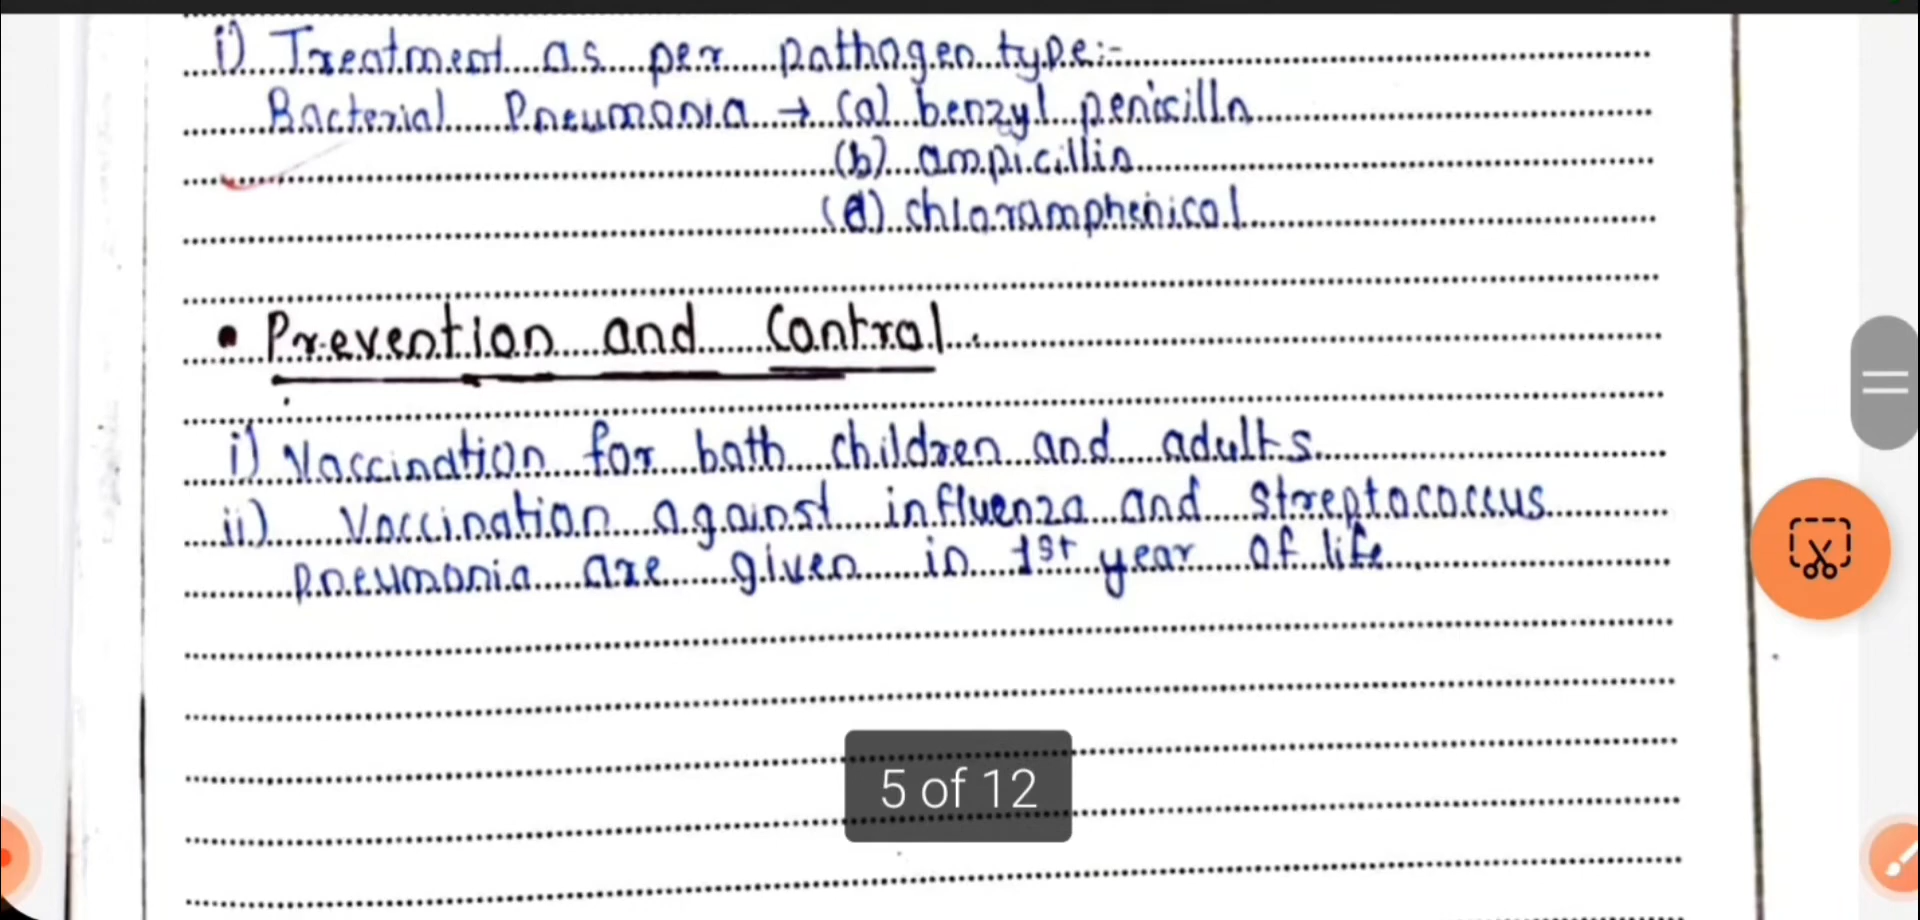 i) Treatment as per pathogen type:-
Bacterial Pneumonia → (a) benzyl penicilln
(b) ampicillin
(d) chloramphenicol
• Prevention and Control.
i) Vaccination for both children and adults.
ii) Vaccination against influenza and Streptococcus
pneumonia are given in 1st year of life.
5 of 12